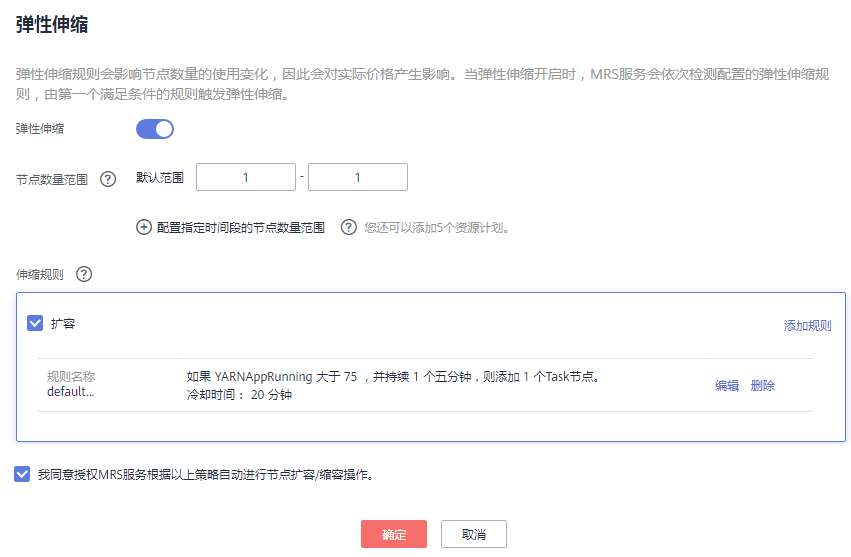 弹性伸缩
弹性伸缩规则会影响节点数量的使用变化，因此会对实际价格产生影响。当弹性伸缩开启时，MRS服务会依次检测配置的弹性伸缩规
则，由第一个满足条件的规则触发弹性伸缩。
弹性伸缩
节点数量范围 ? 默认范围 1 - 1
配置指定时间段的节点数量范围 ? 您还可以添加5个资源计划。
伸缩规则 ?
扩容 添加规则
规则名称 如果 YARNAppRunning 大于 75 ，并持续 1 个五分钟，则添加 1 个Task节点。
default... 冷却时间： 20 分钟 编辑 删除
我同意授权MRS服务根据以上策略自动进行节点扩容/缩容操作。
确定 取消